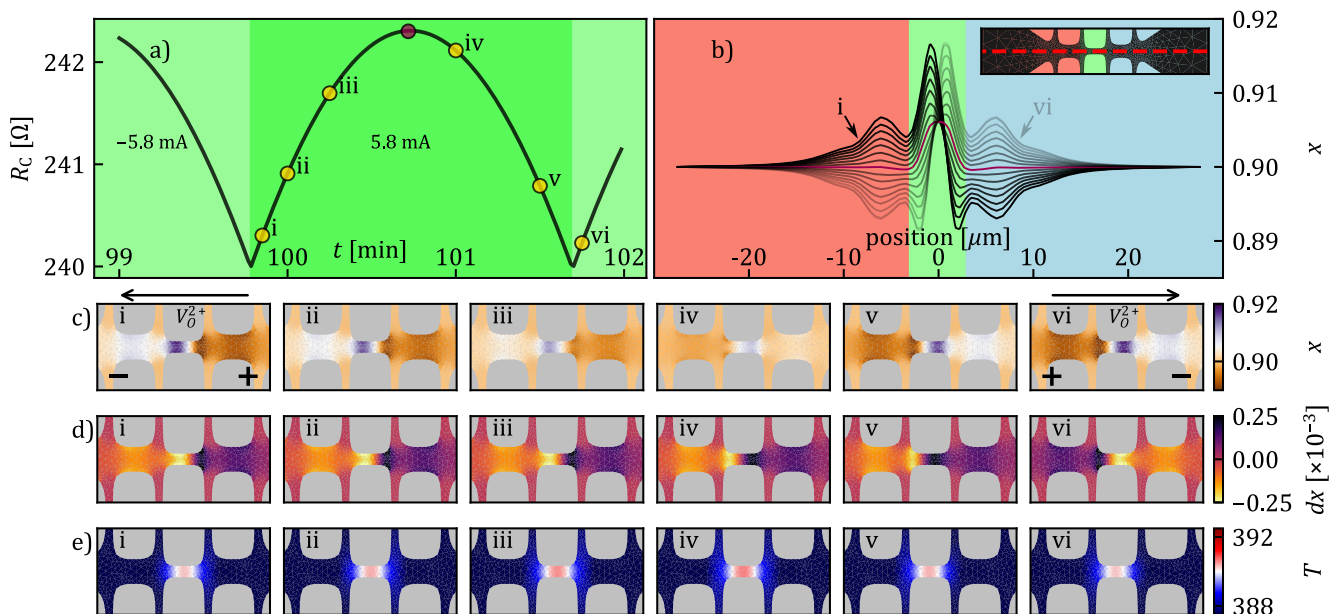 a)
R_C [Ω]
242
241
240
−5.8 mA
5.8 mA
i
ii
iii
iv
v
vi
t [min]
99
100
101
102
b)
i
vi
0.92
0.91
0.90
0.89
x
position [μm]
-20
-10
0
10
20
c)
i
V_O^{2+}
−
+
ii
iii
iv
v
vi
V_O^{2+}
+
−
0.92
0.90
x
d)
i
ii
iii
iv
v
vi
0.25
0.00
−0.25
dx [×10^{−3}]
e)
i
ii
iii
iv
v
vi
392
388
T